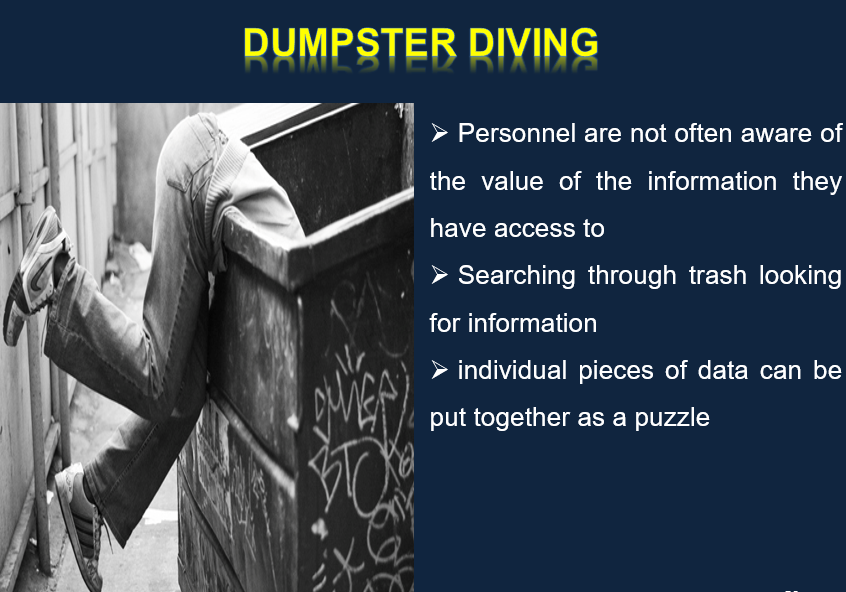 DUMPSTER DIVING
➢ Personnel are not often aware of
the value of the information they
have access to
➢ Searching through trash looking
for information
➢ individual pieces of data can be
put together as a puzzle